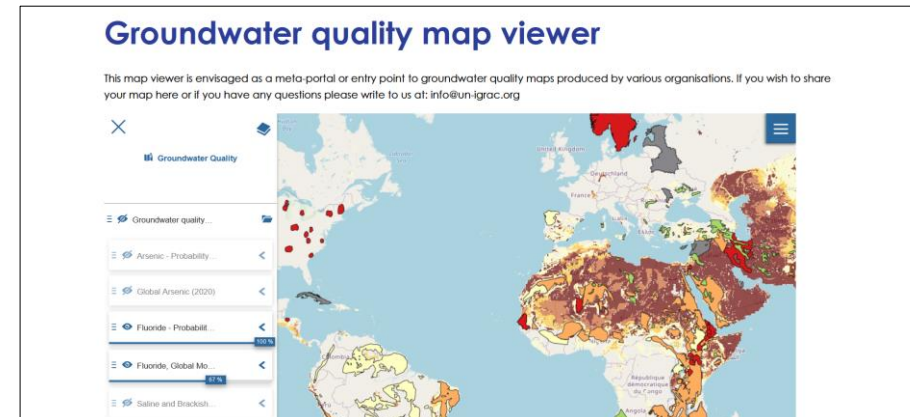 Groundwater quality map viewer
This map viewer is envisaged as a meta-portal or entry point to groundwater quality maps produced by various organisations. If you wish to share
your map here or if you have any questions please write to us at: info@un-igrac.org
Groundwater Quality
Groundwater quality...
Arsenic - Probability...
Global Arsenic (2020)
Fluoride - Probabilit...
100 %
Fluoride, Global Mo...
67 %
Saline and Brackish...
United Kingdom
Deutschland
France
Italia
Colombia
République
démocratique
du Congo
Angola